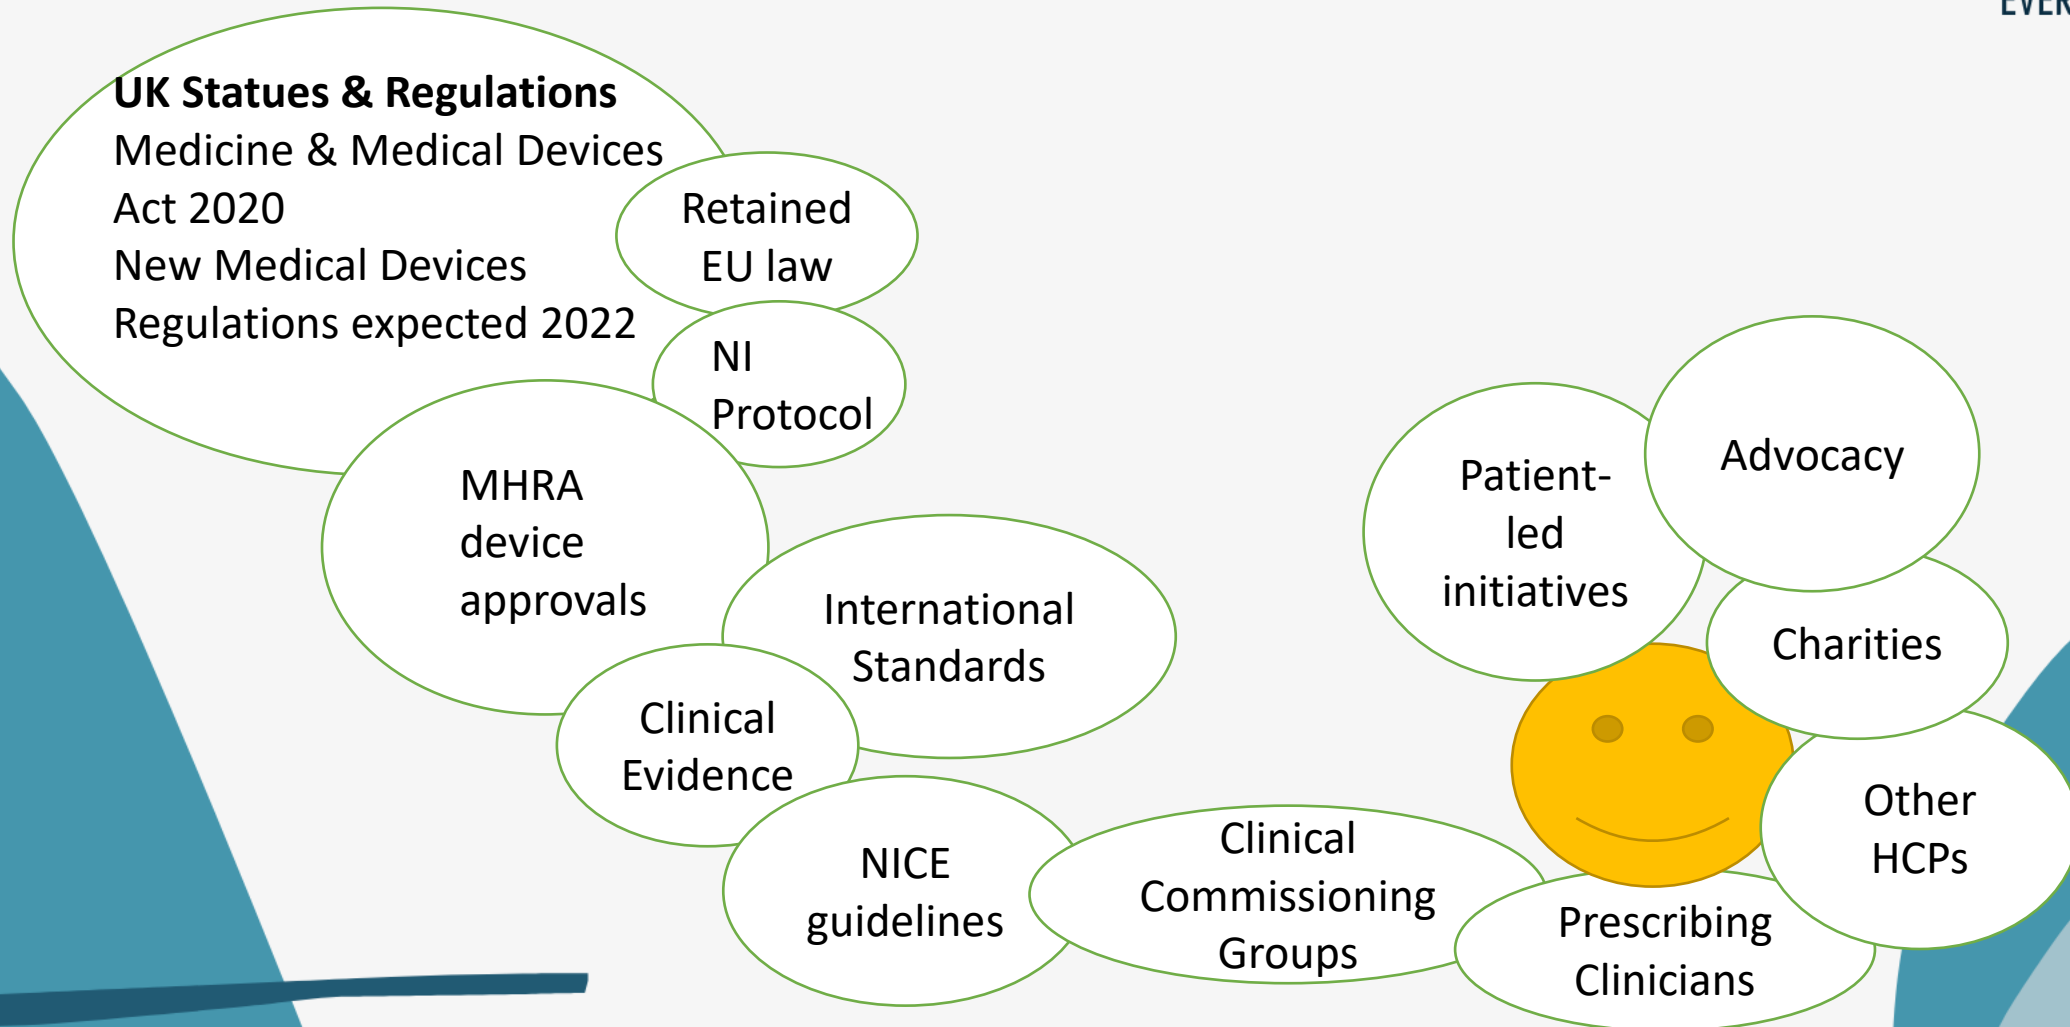 UK Statues & Regulations
Medicine & Medical Devices
Act 2020
New Medical Devices
Regulations expected 2022
Retained
EU law
NI
Protocol
MHRA
device
approvals
International
Standards
Clinical
Evidence
NICE
guidelines
Clinical
Commissioning
Groups
Prescribing
Clinicians
Other
HCPs
Charities
Advocacy
Patient-
led
initiatives